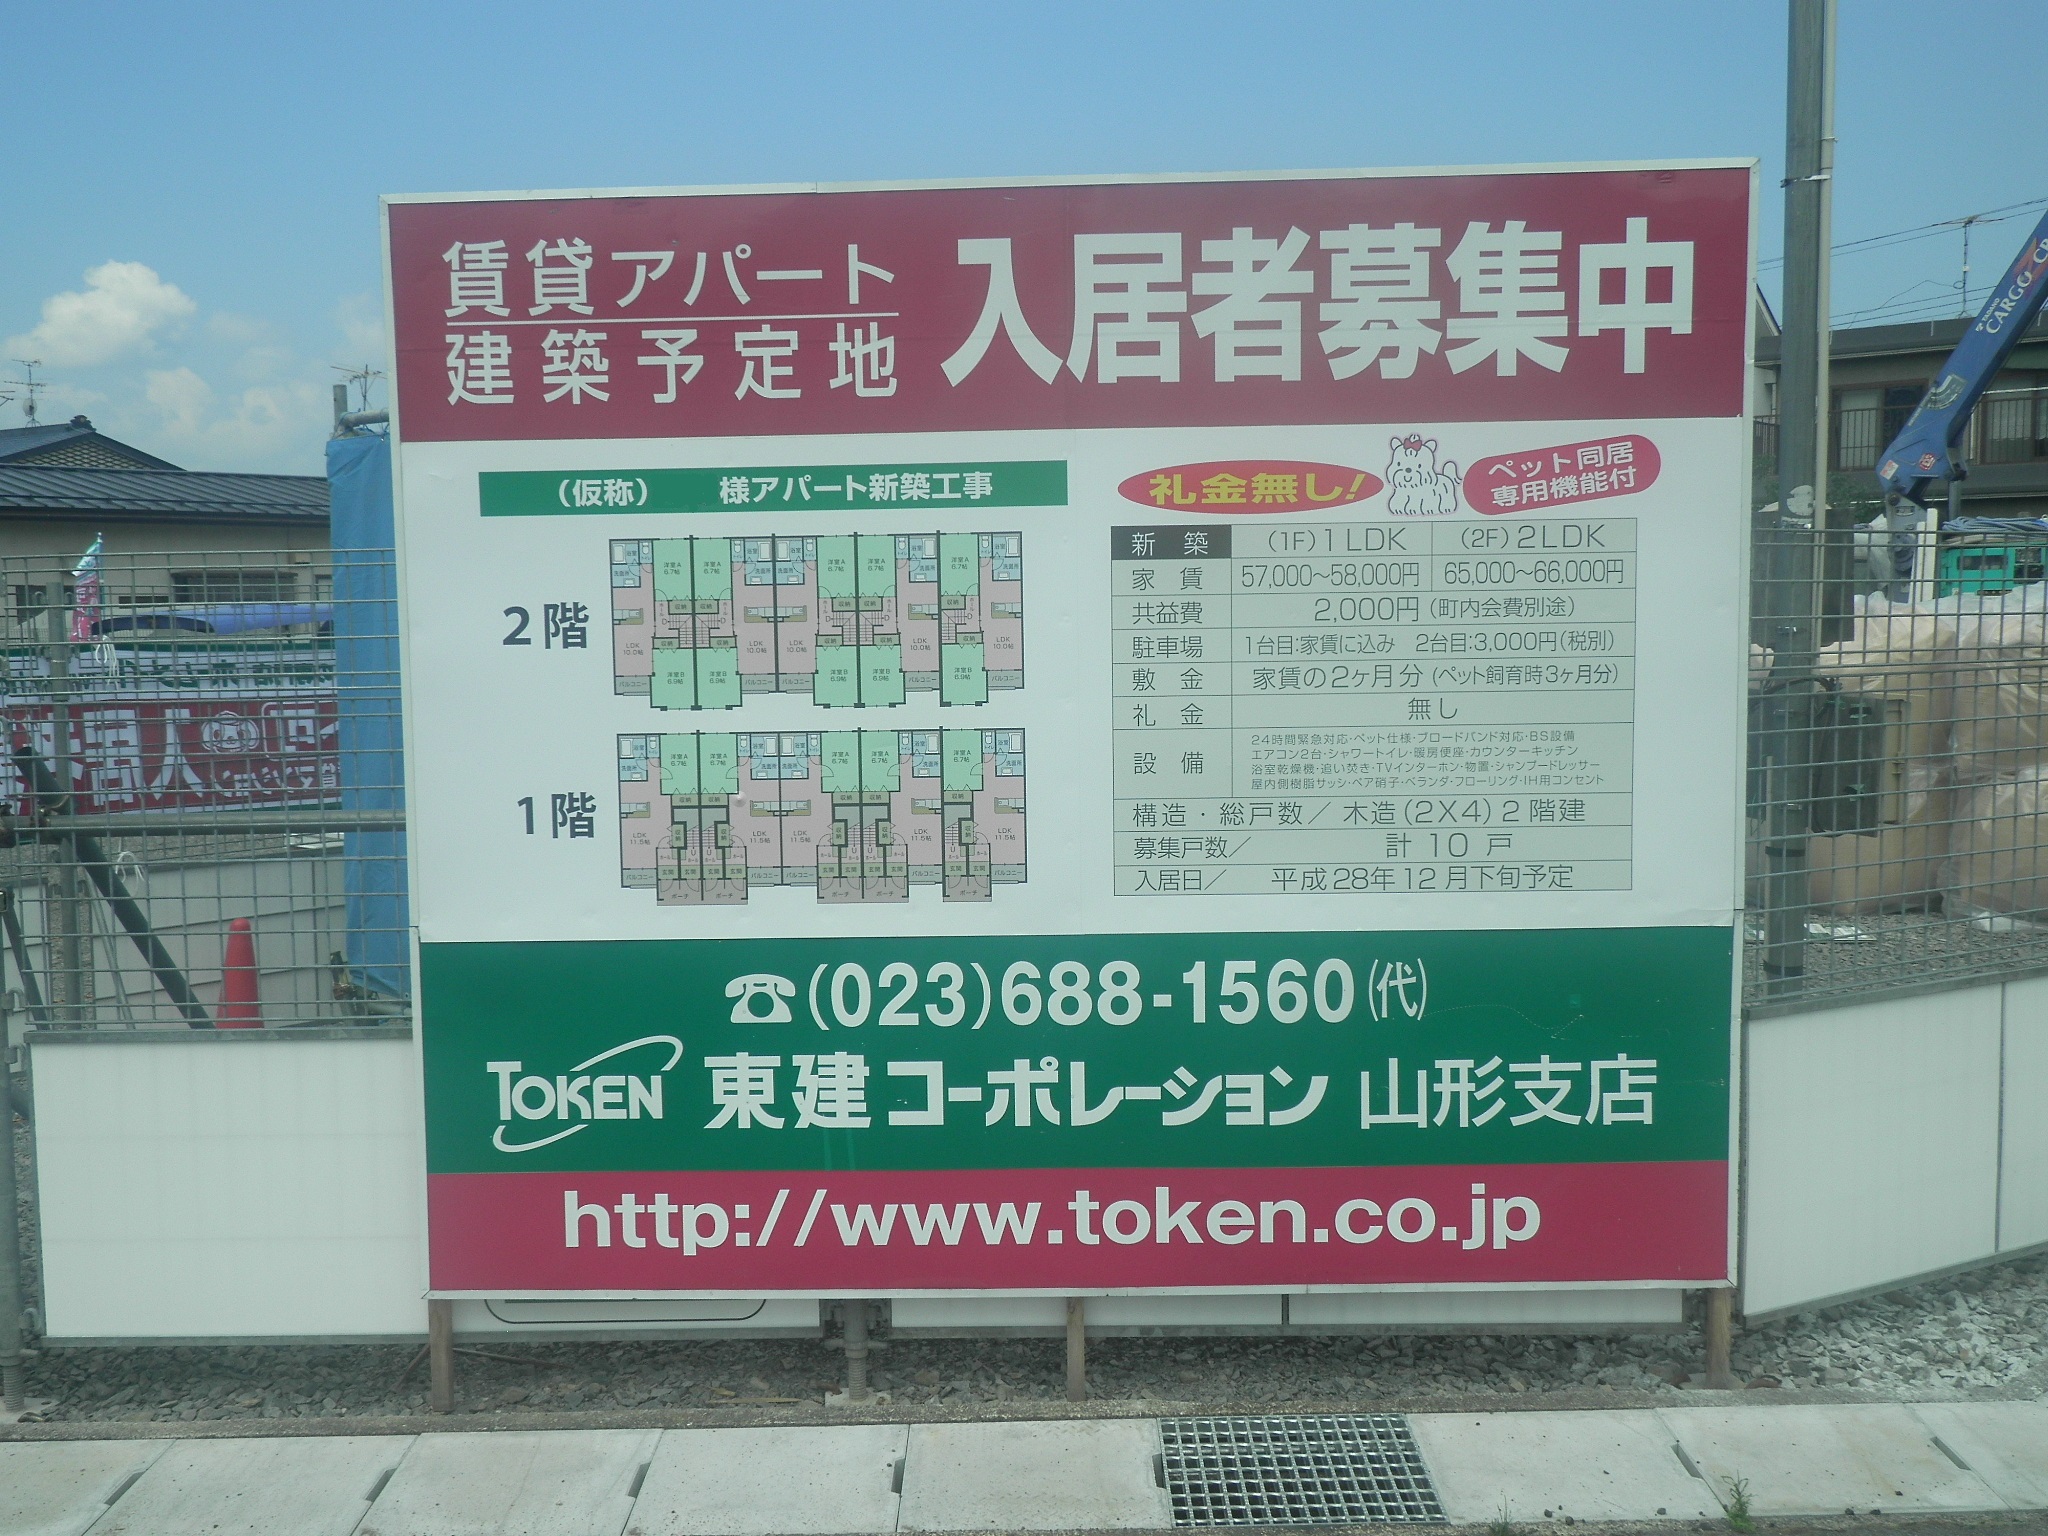 賃貸アパート
建築予定地
入居者募集中
(仮称) 様アパート新築工事
礼金無し!
ペット同居
専用機能付
2階
1階
新築 (1F)1LDK (2F)2LDK
家賃 57,000～58,000円 65,000～66,000円
共益費 2,000円(町内会費別途)
駐車場 1台目:家賃に込み 2台目:3,000円(税別)
敷金 家賃の2ヶ月分(ペット飼育時3ヶ月分)
礼金 無し
設備 24時間緊急対応・ペット仕様・ブロードバンド対応・BS設備
エアコン2台・シャワートイレ・暖房便座・カウンターキッチン
浴室乾燥機・追い焚き・TVインターホン・物置・シャンプードレッサー
屋内側樹脂サッシ・ペア硝子・ベランダ・フローリング・IH用コンセント
構造・総戸数/木造(2X4)2階建
募集戸数/ 計10戸
入居日/ 平成28年12月下旬予定
☎(023)688-1560(代)
TOKEN 東建コーポレーション 山形支店
http://www.token.co.jp
TADANO
CARGO